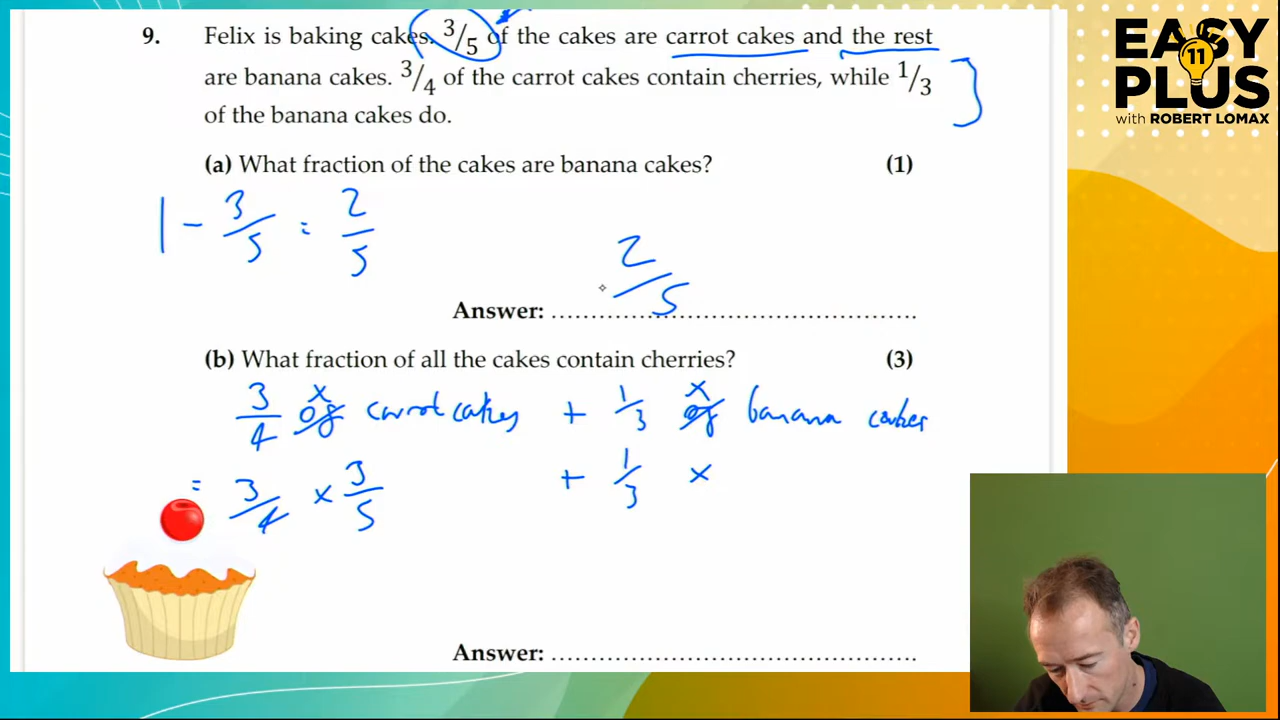 9. Felix is baking cakes. 3/5 of the cakes are carrot cakes and the rest
are banana cakes. 3/4 of the carrot cakes contain cherries, while 1/3
of the banana cakes do.
(a) What fraction of the cakes are banana cakes? (1)
1 - 3/5 = 2/5
2/5
Answer: ................................................
(b) What fraction of all the cakes contain cherries? (3)
x x
3/4 of carrot cakes + 1/3 of banana cakes
= 3/4 x 3/5 + 1/3 x
Answer: ................................................
EASY
11
PLUS
with ROBERT LOMAX